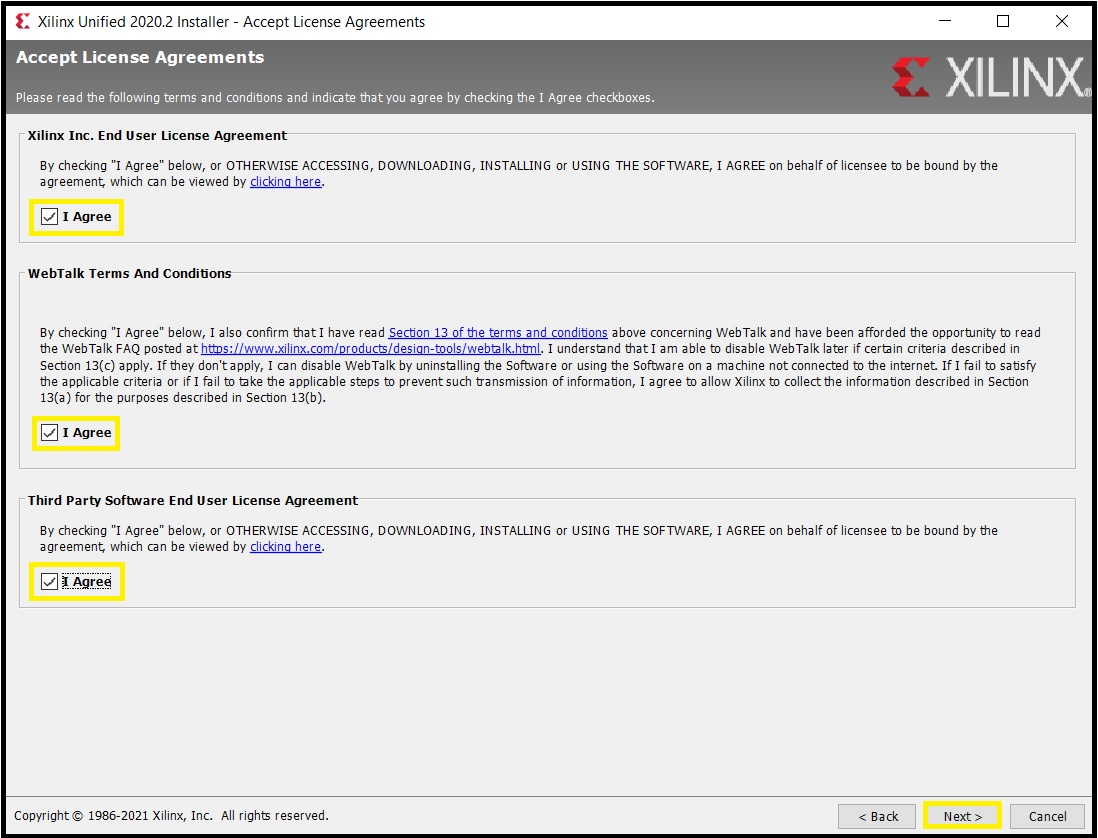 Xilinx Unified 2020.2 Installer - Accept License Agreements
Accept License Agreements
XILINX®
Please read the following terms and conditions and indicate that you agree by checking the I Agree checkboxes.
Xilinx Inc. End User License Agreement
By checking "I Agree" below, or OTHERWISE ACCESSING, DOWNLOADING, INSTALLING or USING THE SOFTWARE, I AGREE on behalf of licensee to be bound by the
agreement, which can be viewed by clicking here.
I Agree
WebTalk Terms And Conditions
By checking "I Agree" below, I also confirm that I have read Section 13 of the terms and conditions above concerning WebTalk and have been afforded the opportunity to read
the WebTalk FAQ posted at https://www.xilinx.com/products/design-tools/webtalk.html. I understand that I am able to disable WebTalk later if certain criteria described in
Section 13(c) apply. If they don't apply, I can disable WebTalk by uninstalling the Software or using the Software on a machine not connected to the internet. If I fail to satisfy
the applicable criteria or if I fail to take the applicable steps to prevent such transmission of information, I agree to allow Xilinx to collect the information described in Section
13(a) for the purposes described in Section 13(b).
I Agree
Third Party Software End User License Agreement
By checking "I Agree" below, or OTHERWISE ACCESSING, DOWNLOADING, INSTALLING or USING THE SOFTWARE, I AGREE on behalf of licensee to be bound by the
agreement, which can be viewed by clicking here.
I Agree
Copyright © 1986-2021 Xilinx, Inc. All rights reserved.
< Back
Next >
Cancel